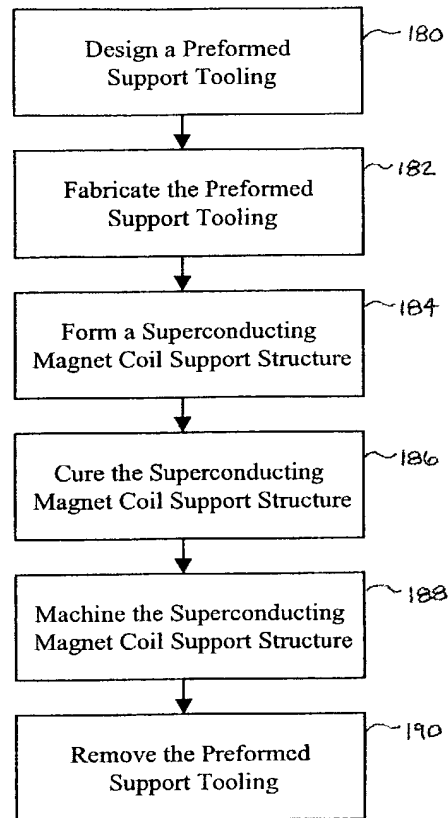 Design a Preformed
Support Tooling
180
Fabricate the Preformed
Support Tooling
182
Form a Superconducting
Magnet Coil Support Structure
184
Cure the Superconducting
Magnet Coil Support Structure
186
Machine the Superconducting
Magnet Coil Support Structure
188
Remove the Preformed
Support Tooling
190